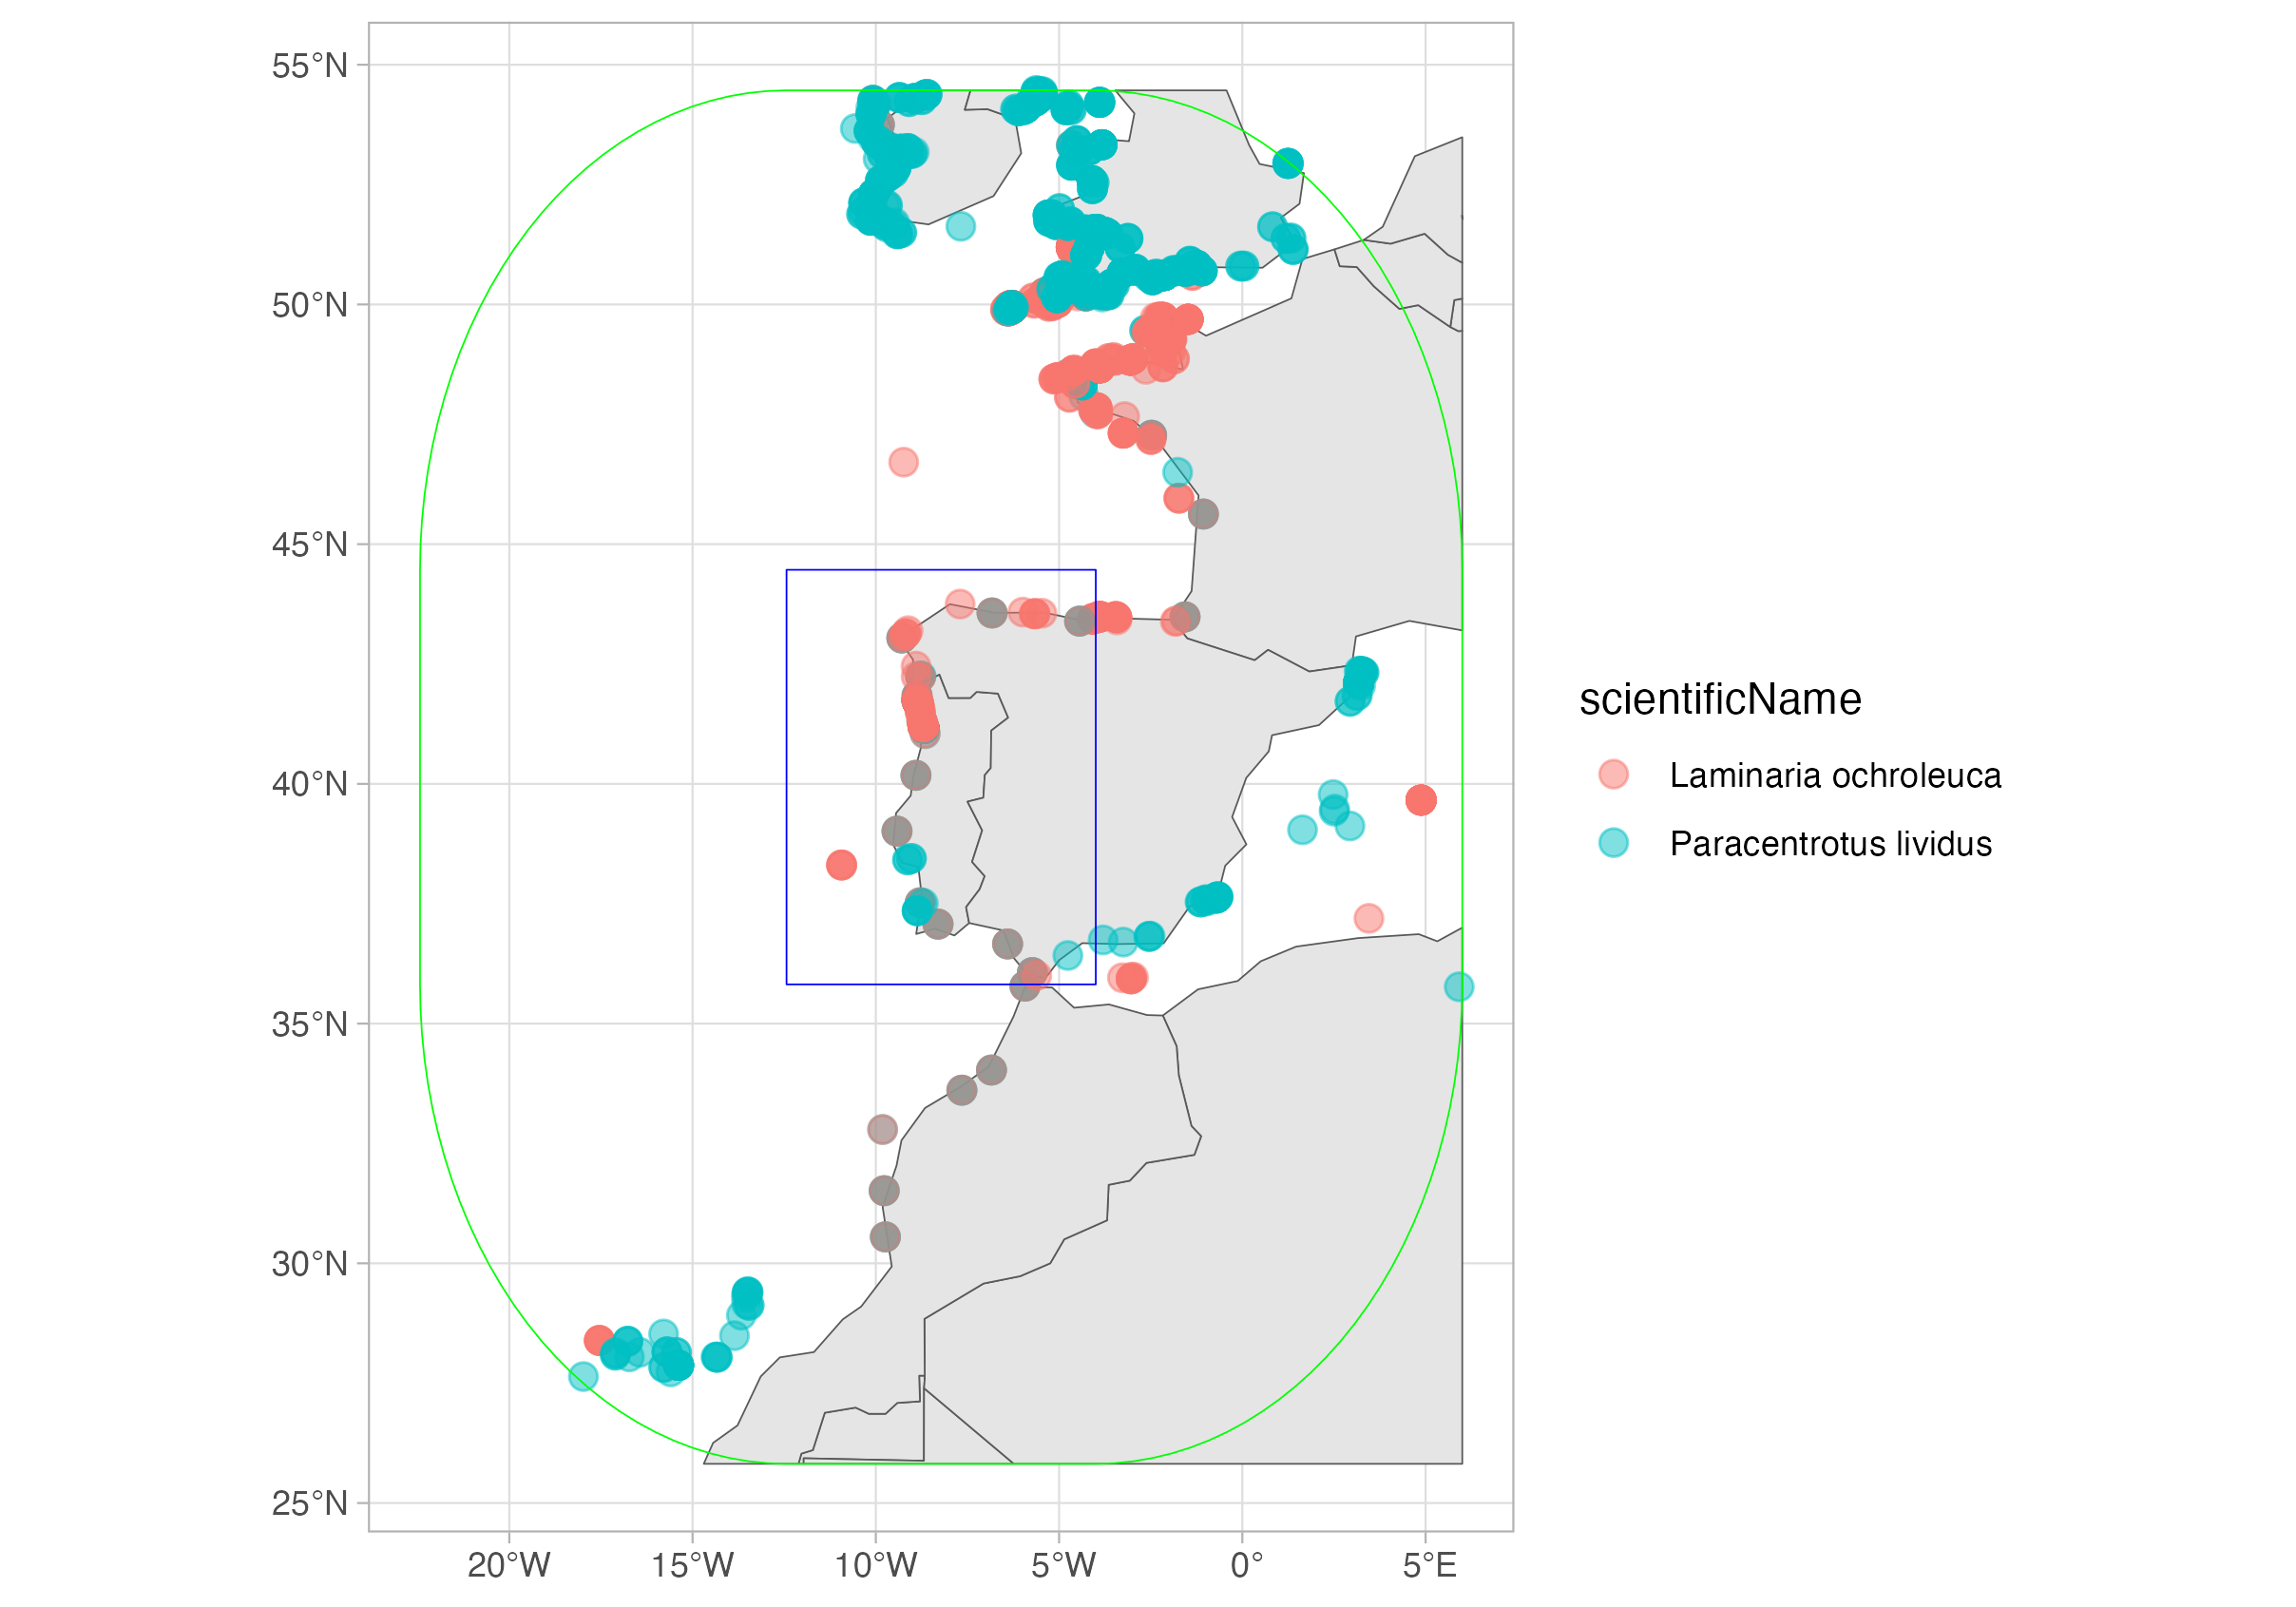 55°N
50°N
45°N
40°N
35°N
30°N
25°N
20°W 15°W 10°W 5°W 0° 5°E
scientificName
Laminaria ochroleuca
Paracentrotus lividus